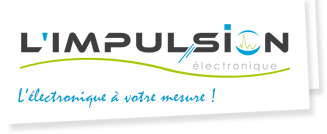 L'IMPULSION
électronique
L'électronique à votre mesure !